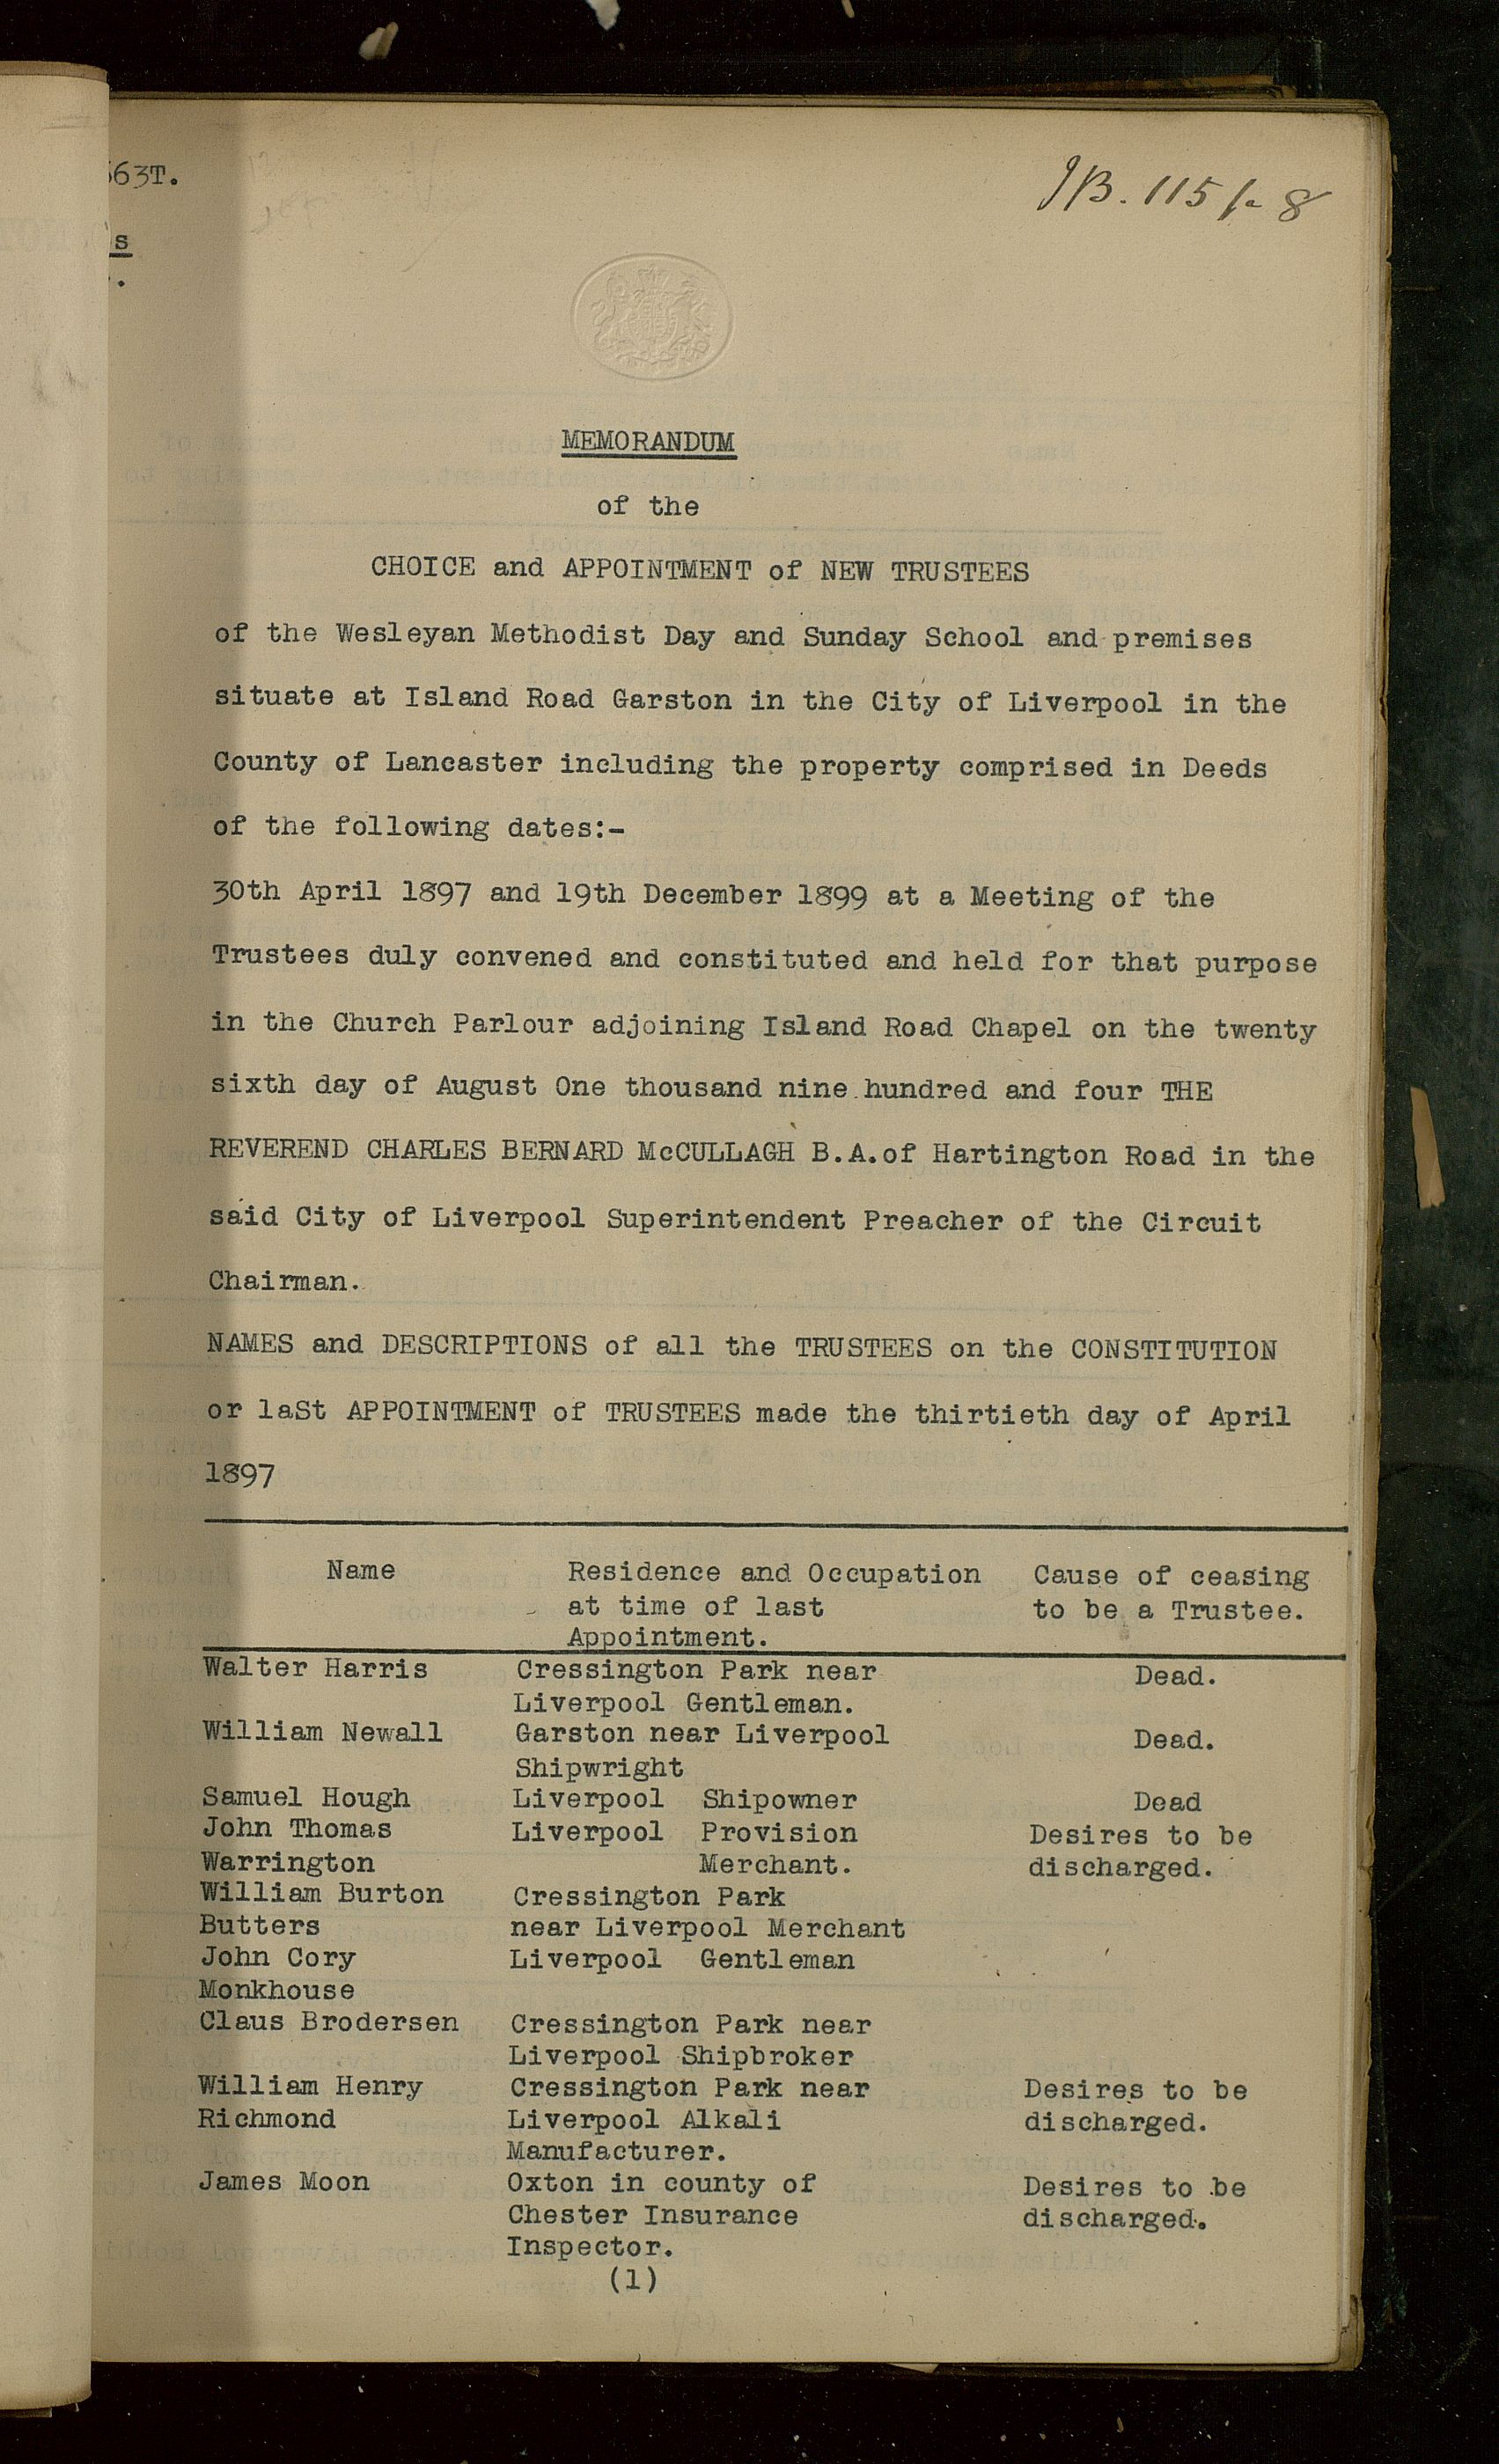 63T.
JB. 115/- 8
s
MEMORANDUM
of the
CHOICE and APPOINTMENT of NEW TRUSTEES
of the Wesleyan Methodist Day and Sunday School and premises
situate at Island Road Garston in the City of Liverpool in the
County of Lancaster including the property comprised in Deeds
of the following dates:-
30th April 1897 and 19th December 1899 at a Meeting of the
Trustees duly convened and constituted and held for that purpose
in the Church Parlour adjoining Island Road Chapel on the twenty
sixth day of August One thousand nine hundred and four THE
REVEREND CHARLES BERNARD McCULLAGH B.A.of Hartington Road in the
said City of Liverpool Superintendent Preacher of the Circuit
Chairman.
NAMES and DESCRIPTIONS of all the TRUSTEES on the CONSTITUTION
or laSt APPOINTMENT of TRUSTEES made the thirtieth day of April
1897
Name Residence and Occupation Cause of ceasing
at time of last to be a Trustee.
Appointment.
Walter Harris Cressington Park near Dead.
Liverpool Gentleman.
William Newall Garston near Liverpool Dead.
Shipwright
Samuel Hough Liverpool Shipowner Dead
John Thomas Liverpool Provision Desires to be
Warrington Merchant. discharged.
William Burton Cressington Park
Butters near Liverpool Merchant
John Cory Liverpool Gentleman
Monkhouse
Claus Brodersen Cressington Park near
Liverpool Shipbroker
William Henry Cressington Park near Desires to be
Richmond Liverpool Alkali discharged.
Manufacturer.
James Moon Oxton in county of Desires to be
Chester Insurance discharged.
Inspector.
(1)